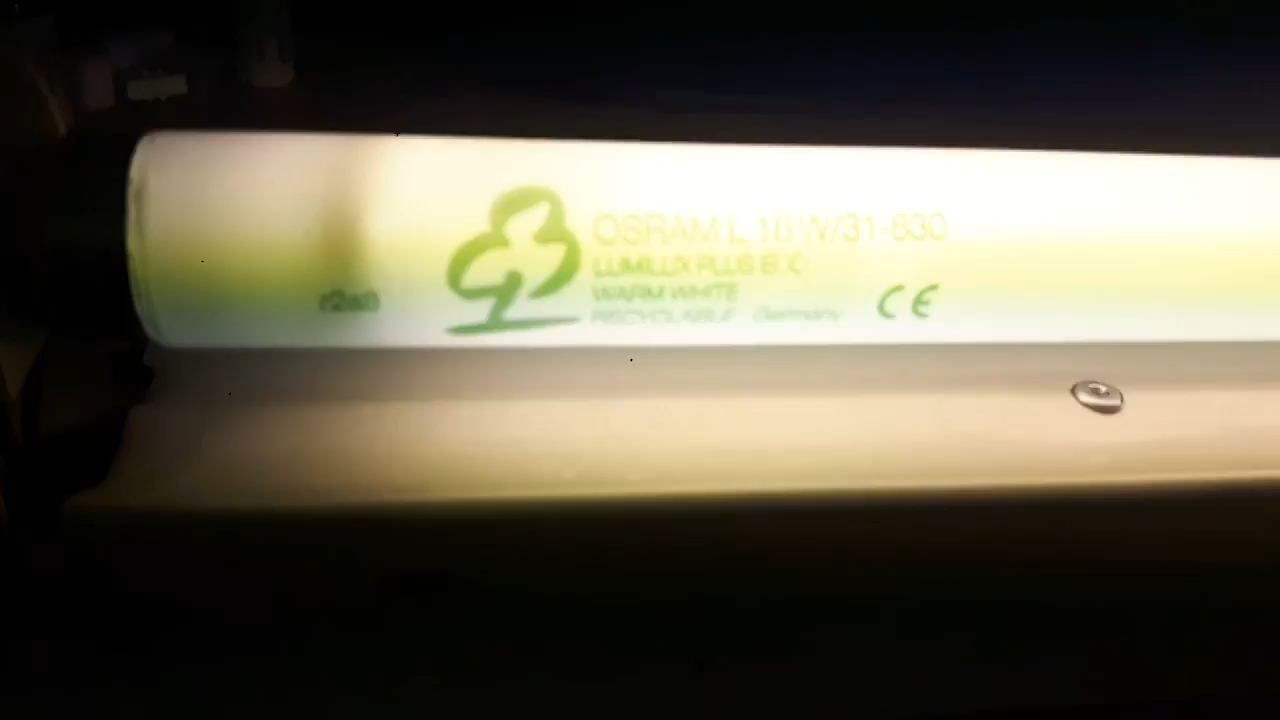 OSRAM L 18W/31-830
LUMILUX PLUS ECO
WARM WHITE
RECYCLABLE Germany
CE